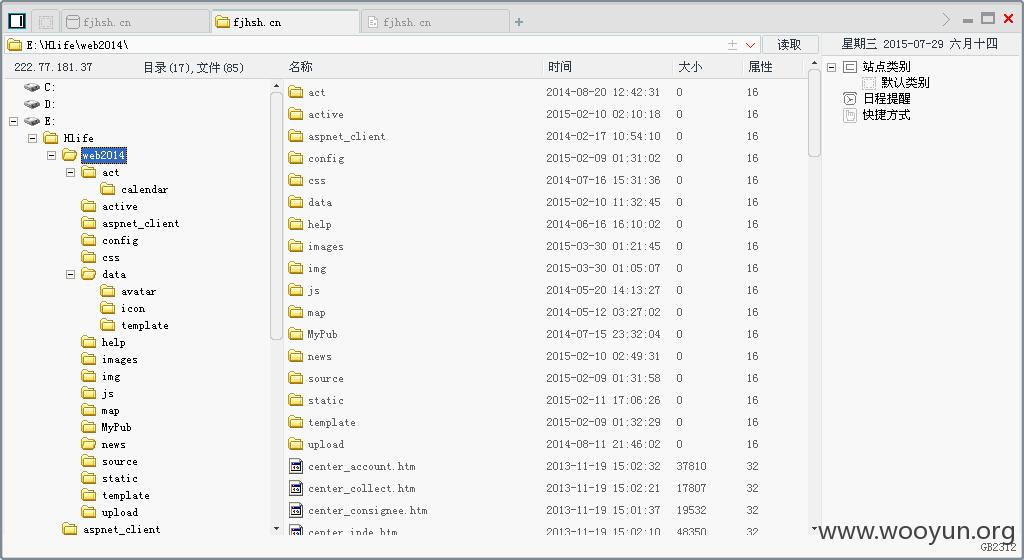 fjhsh.cn fjhsh.cn fjhsh.cn
E:\Hlife\web2014\ 读取 星期三 2015-07-29 六月十四
222.77.181.37 目录(17),文件(85) 名称 时间 大小 属性
C:
D:
E:
Hlife
web2014
act
calendar
active
aspnet_client
config
css
data
avatar
icon
template
help
images
img
js
map
MyPub
news
source
static
template
upload
aspnet_client
act 2014-08-20 12:42:31 0 16
active 2015-02-10 02:10:18 0 16
aspnet_client 2014-02-17 10:54:10 0 16
config 2015-02-09 01:31:02 0 16
css 2014-07-16 15:31:36 0 16
data 2015-02-10 11:32:45 0 16
help 2014-06-16 16:10:02 0 16
images 2015-03-30 01:21:45 0 16
img 2015-03-30 01:05:07 0 16
js 2014-05-20 14:13:27 0 16
map 2014-05-12 03:27:02 0 16
MyPub 2014-07-15 23:32:04 0 16
news 2015-02-10 02:49:31 0 16
source 2015-02-09 01:31:58 0 16
static 2015-02-11 17:06:26 0 16
template 2015-02-09 01:32:29 0 16
upload 2014-08-11 21:46:02 0 16
center_account.htm 2013-11-19 15:02:32 37810 32
center_collect.htm 2013-11-19 15:02:21 17807 32
center_consignee.htm 2013-11-19 15:01:37 19532 32
center_inde.htm 2013-11-19 15:02:10 48350 32
站点类别
默认类别
日程提醒
快捷方式
www.wooyun.org
GB2312